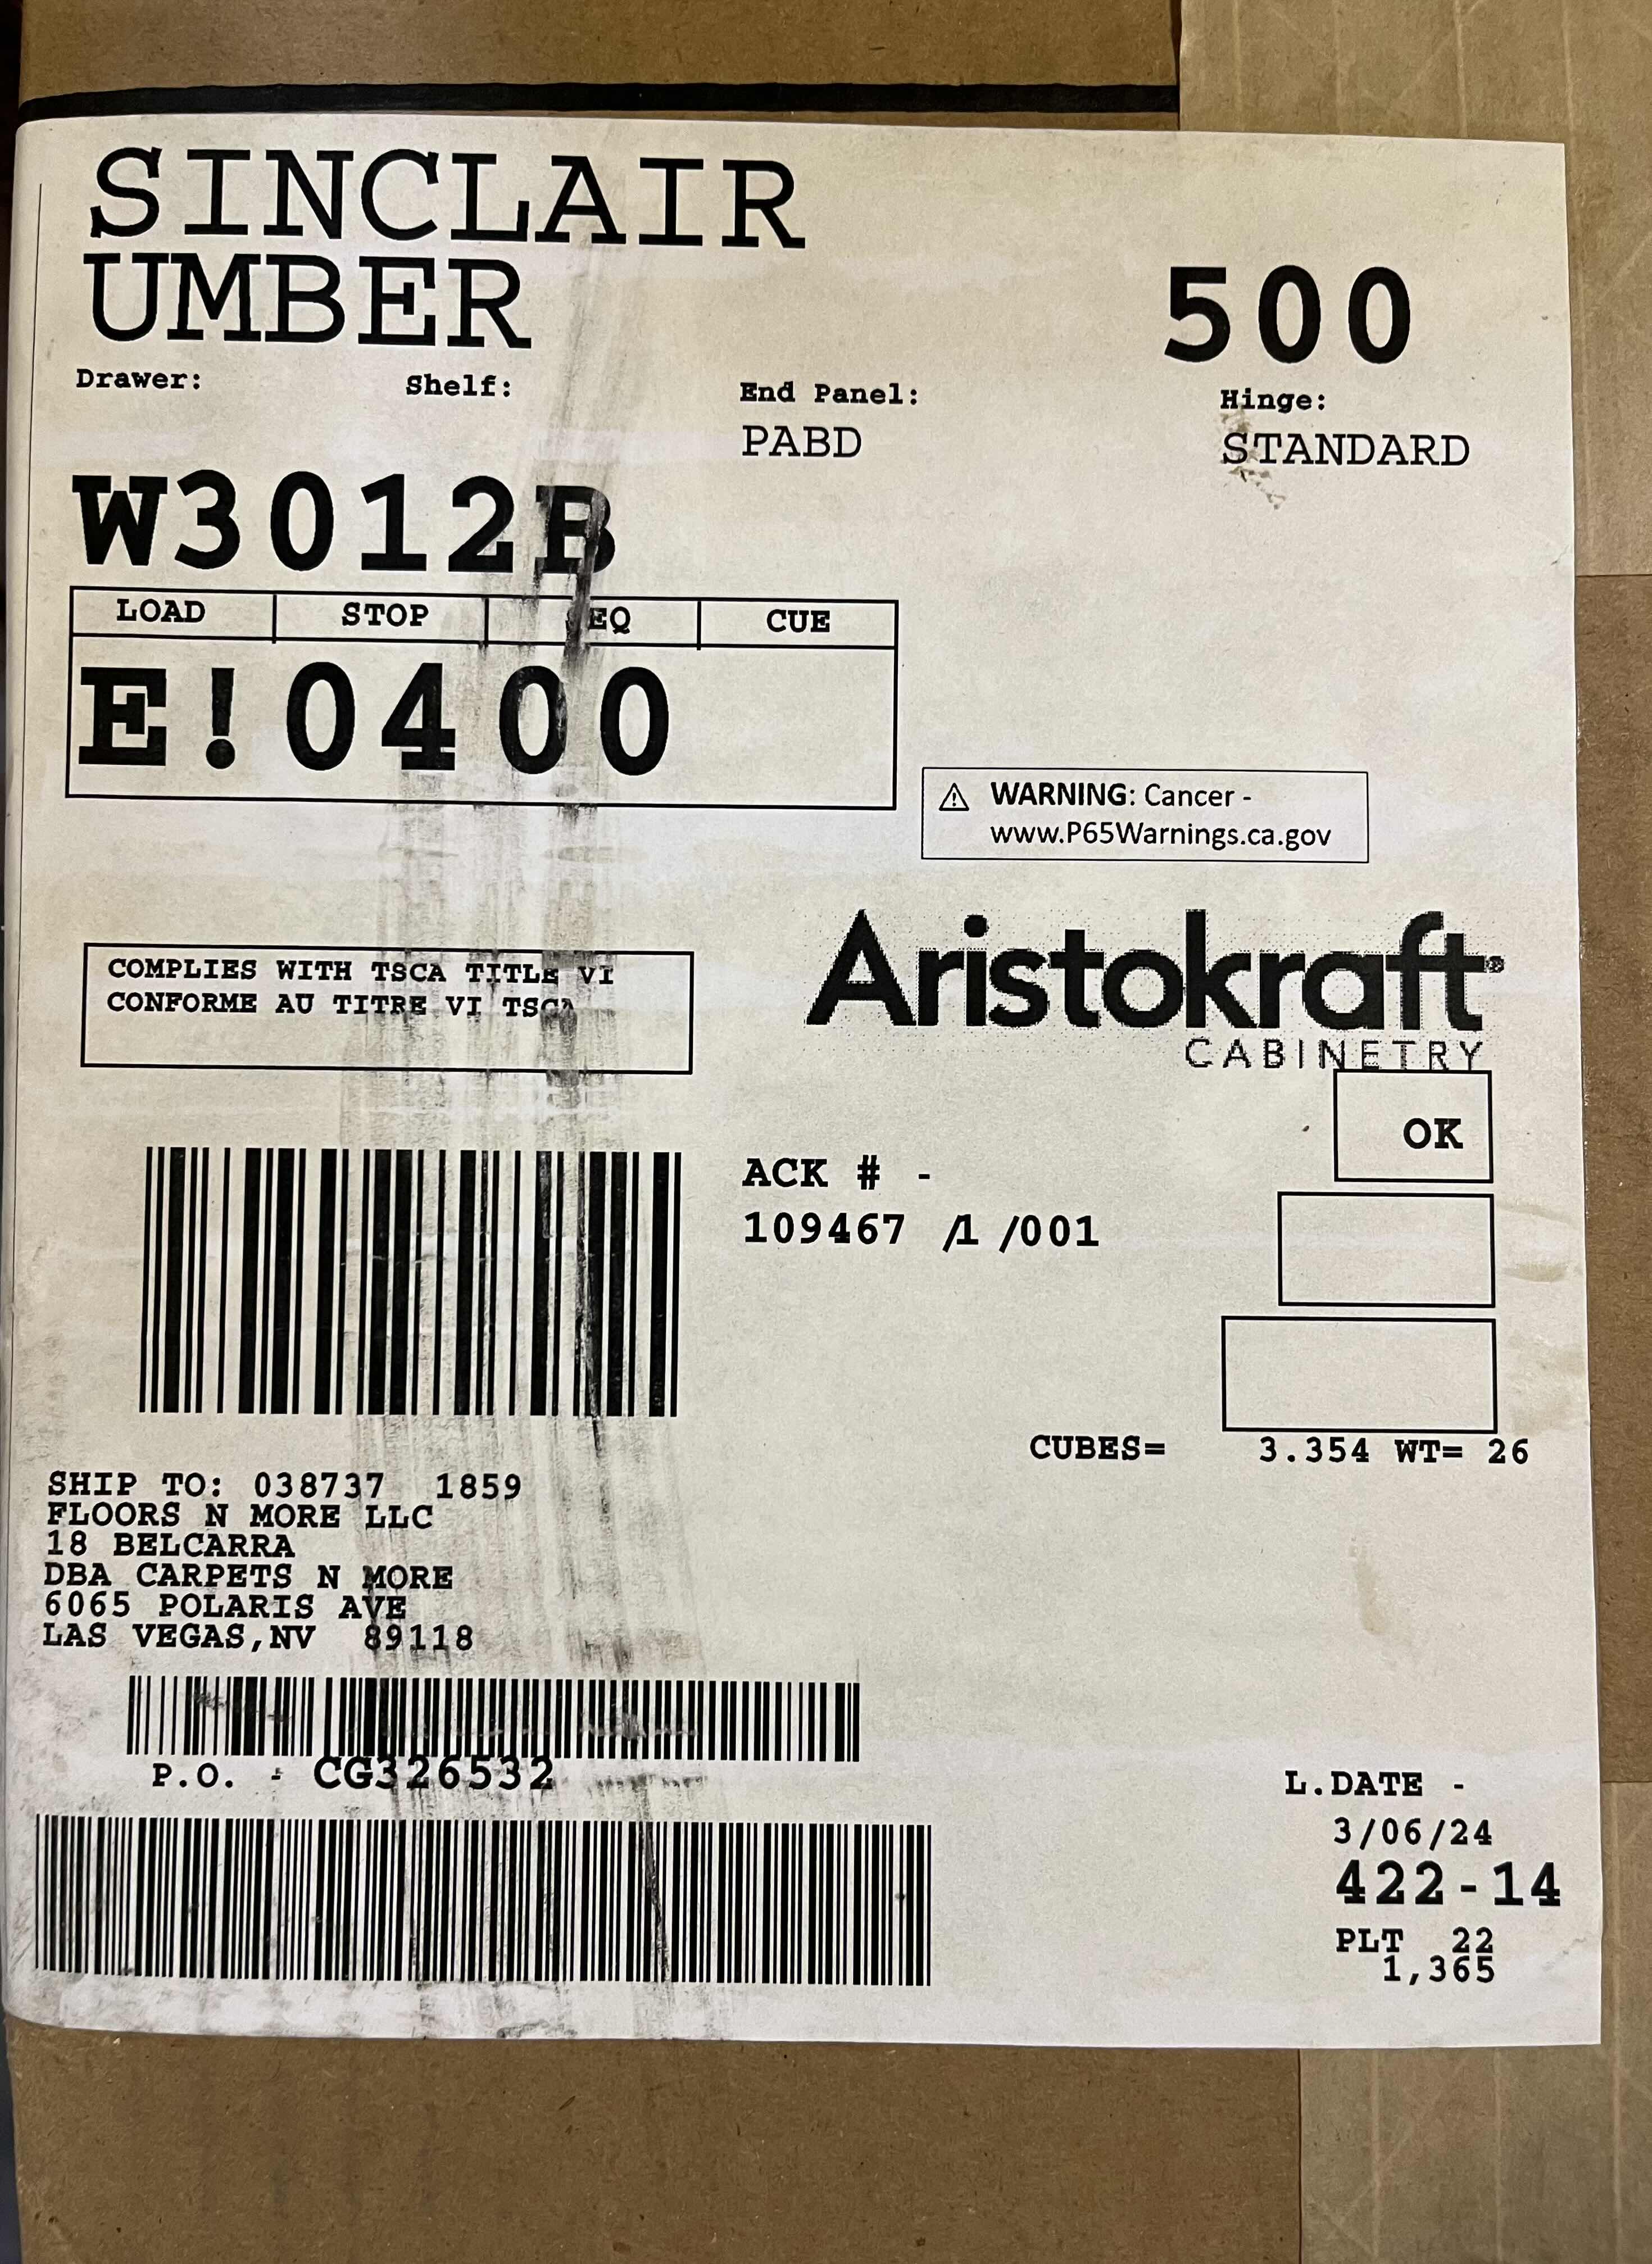 SINCLAIR
UMBER
500
Drawer: Shelf: End Panel: Hinge:
PABD STANDARD
W3012B
LOAD STOP EQ CUE
E!0400
WARNING: Cancer -
www.P65Warnings.ca.gov
COMPLIES WITH TSCA TITLE VI
CONFORME AU TITRE VI TSCA
Aristokraft®
CABINETRY
OK
ACK # -
109467 /1 /001
CUBES= 3.354 WT= 26
SHIP TO: 038737 1859
FLOORS N MORE LLC
18 BELCARRA
DBA CARPETS N MORE
6065 POLARIS AVE
LAS VEGAS,NV 89118
P.O. - CG326532
L.DATE -
3/06/24
422-14
PLT 22
1,365